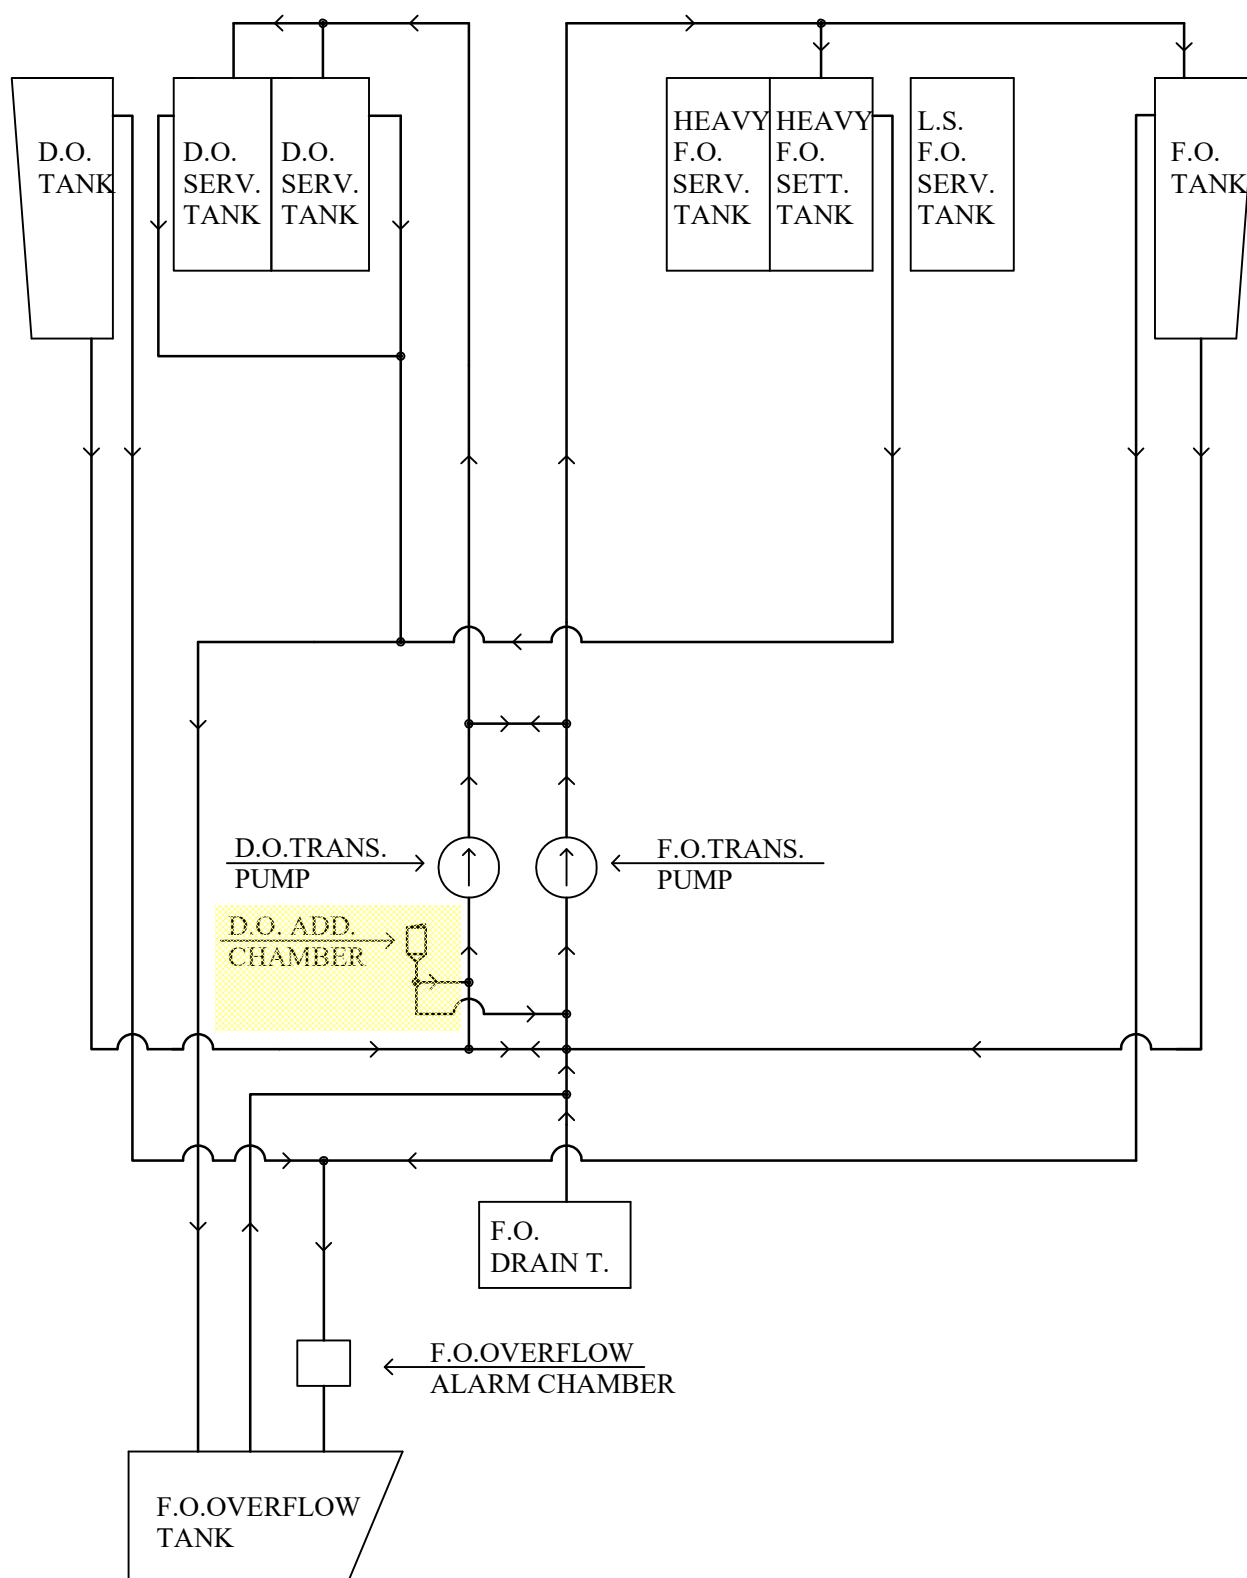 D.O.
TANK
D.O.
SERV.
TANK
D.O.
SERV.
TANK
HEAVY
F.O.
SERV.
TANK
HEAVY
F.O.
SETT.
TANK
L.S.
F.O.
SERV.
TANK
F.O.
TANK
D.O.TRANS.
PUMP
F.O.TRANS.
PUMP
D.O. ADD.
CHAMBER
F.O.
DRAIN T.
F.O.OVERFLOW
ALARM CHAMBER
F.O.OVERFLOW
TANK